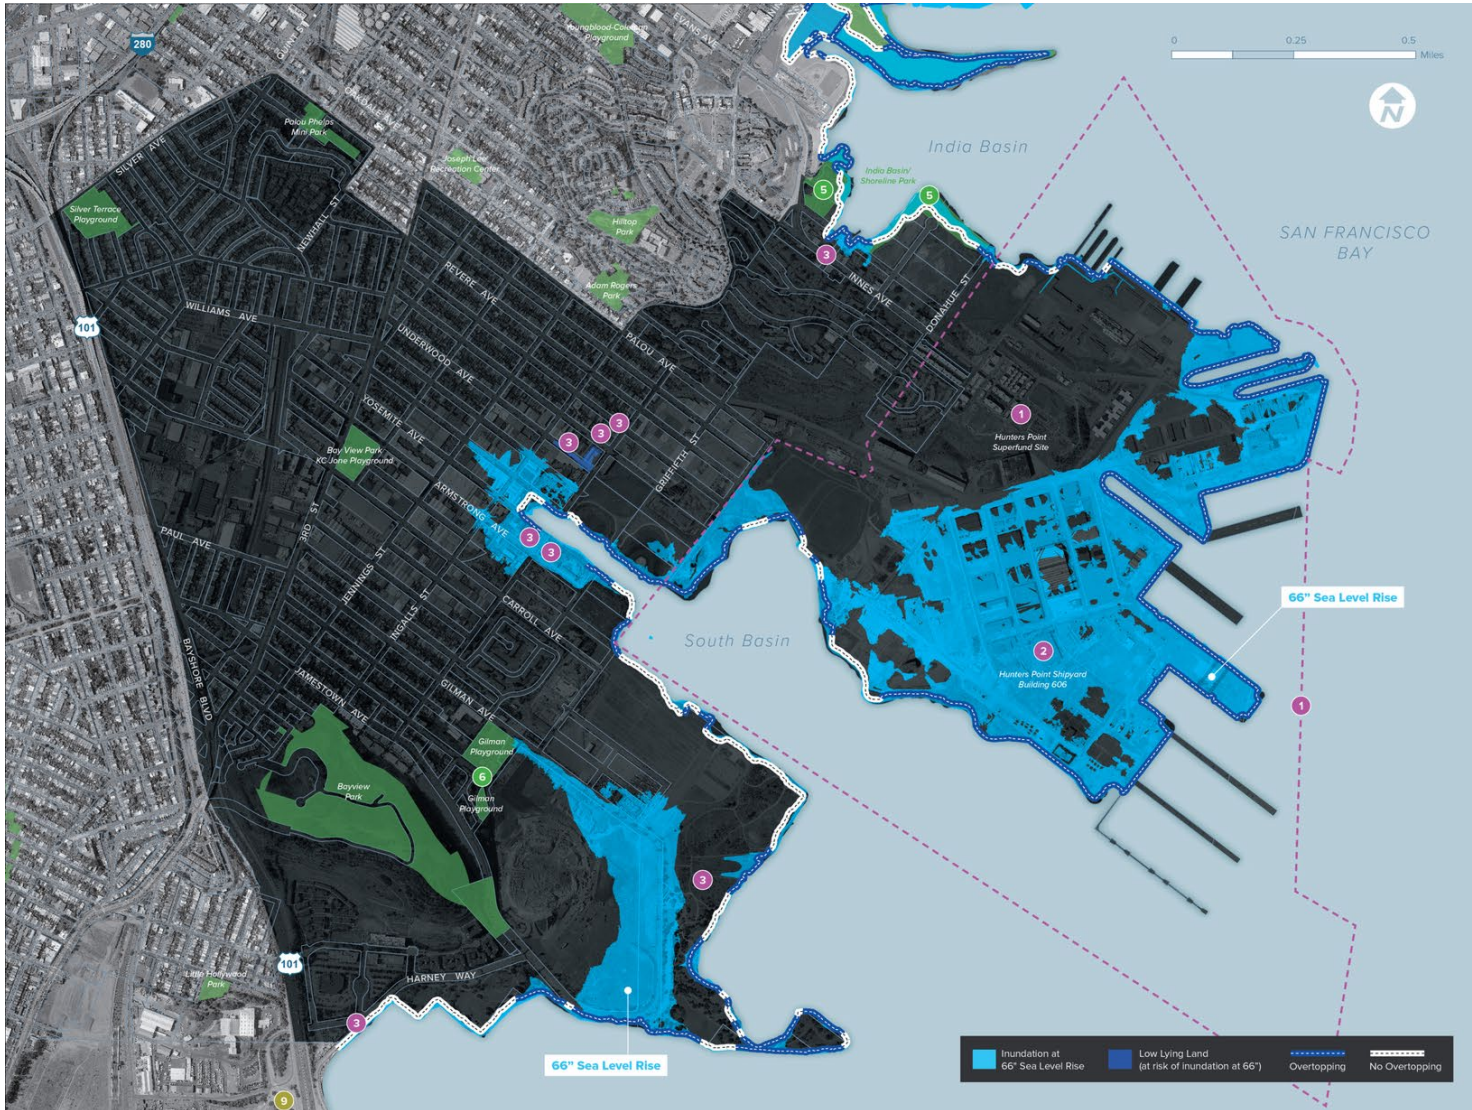 280
Youngblood-Coleman
Playground
EVANS AVE
0
0.25
0.5
Miles
N
Palou Phelps
Mini Park
OAKDALE AVE
SILVER AVE
Joseph Lee
Recreation Center
India Basin
India Basin/
Shoreline Park
5
5
Silver Terrace
Playground
NEWHALL ST
Hilltop
Park
SAN FRANCISCO
BAY
3
REVERE AVE
INNES AVE
Adam Rogers
Park
DONAHUE ST
101
WILLIAMS AVE
UNDERWOOD AVE
PALOU AVE
YOSEMITE AVE
3
3
3
1
Hunters Point
Superfund Site
Bay View Park
KC Jone Playground
GRIFFITH ST
ARMSTRONG AVE
3RD ST
PAUL AVE
3
3
JENNINGS ST
INGALLS ST
CARROLL AVE
66” Sea Level Rise
South Basin
2
Hunters Point Shipyard
Building 606
BAYSHORE BLVD
JAMESTOWN AVE
GILMAN AVE
1
Gilman
Playground
6
Gilman
Playground
Bayview
Park
3
101
HARNEY WAY
Little Hollywood
Park
3
66” Sea Level Rise
Inundation at
66” Sea Level Rise
Low Lying Land
(at risk of inundation at 66”)
Overtopping
No Overtopping
9